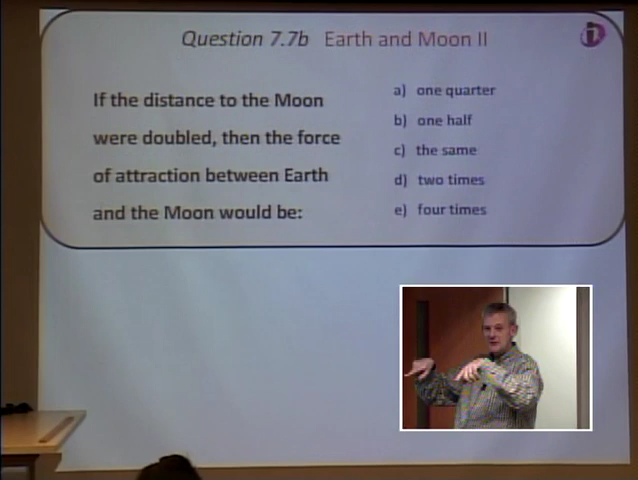 Question 7.7b Earth and Moon II
If the distance to the Moon
were doubled, then the force
of attraction between Earth
and the Moon would be:
a) one quarter
b) one half
c) the same
d) two times
e) four times